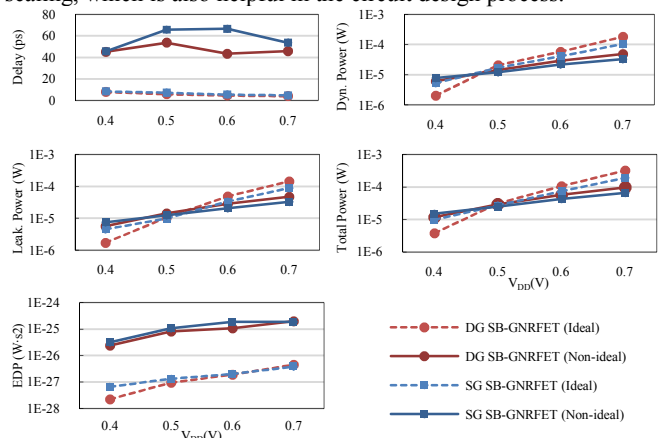 scaling, which is also helpful in the circuit design process.
Delay (ps)
80
60
40
20
0
0.4 0.5 0.6 0.7
Dyn. Power (W)
1E-3
1E-4
1E-5
1E-6
0.4 0.5 0.6 0.7
Leak. Power (W)
1E-3
1E-4
1E-5
1E-6
0.4 0.5 0.6 0.7
Total Power (W)
1E-3
1E-4
1E-5
1E-6
0.4 0.5 0.6 0.7
VDD(V)
EDP (W·s2)
1E-24
1E-25
1E-26
1E-27
1E-28
0.4 0.5 0.6 0.7
VDD(V)
DG SB-GNRFET (Ideal)
DG SB-GNRFET (Non-ideal)
SG SB-GNRFET (Ideal)
SG SB-GNRFET (Non-ideal)